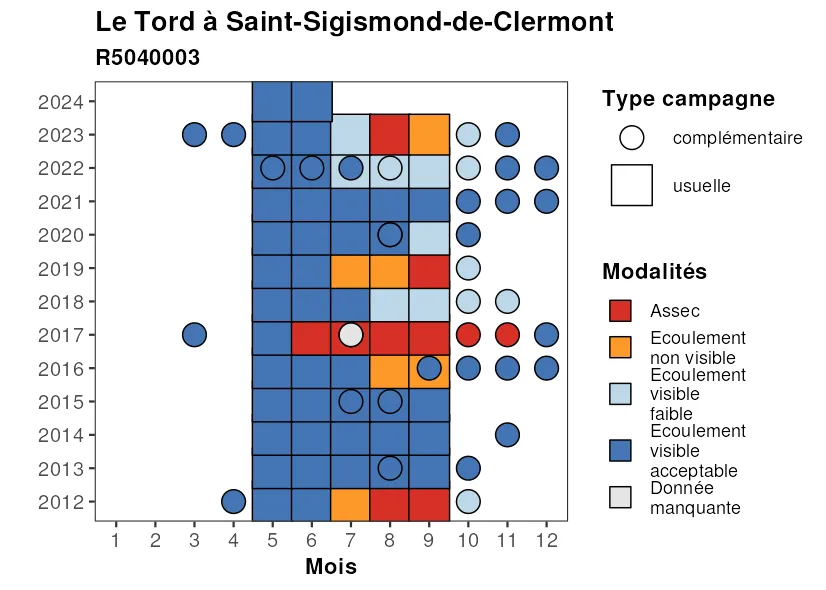 Le Tord à Saint-Sigismond-de-Clermont
R5040003
2024
2023
2022
2021
2020
2019
2018
2017
2016
2015
2014
2013
2012
1 2 3 4 5 6 7 8 9 10 11 12
Mois
Type campagne
complémentaire
usuelle
Modalités
Assec
Ecoulement
non visible
Ecoulement
visible
faible
Ecoulement
visible
acceptable
Donnée
manquante